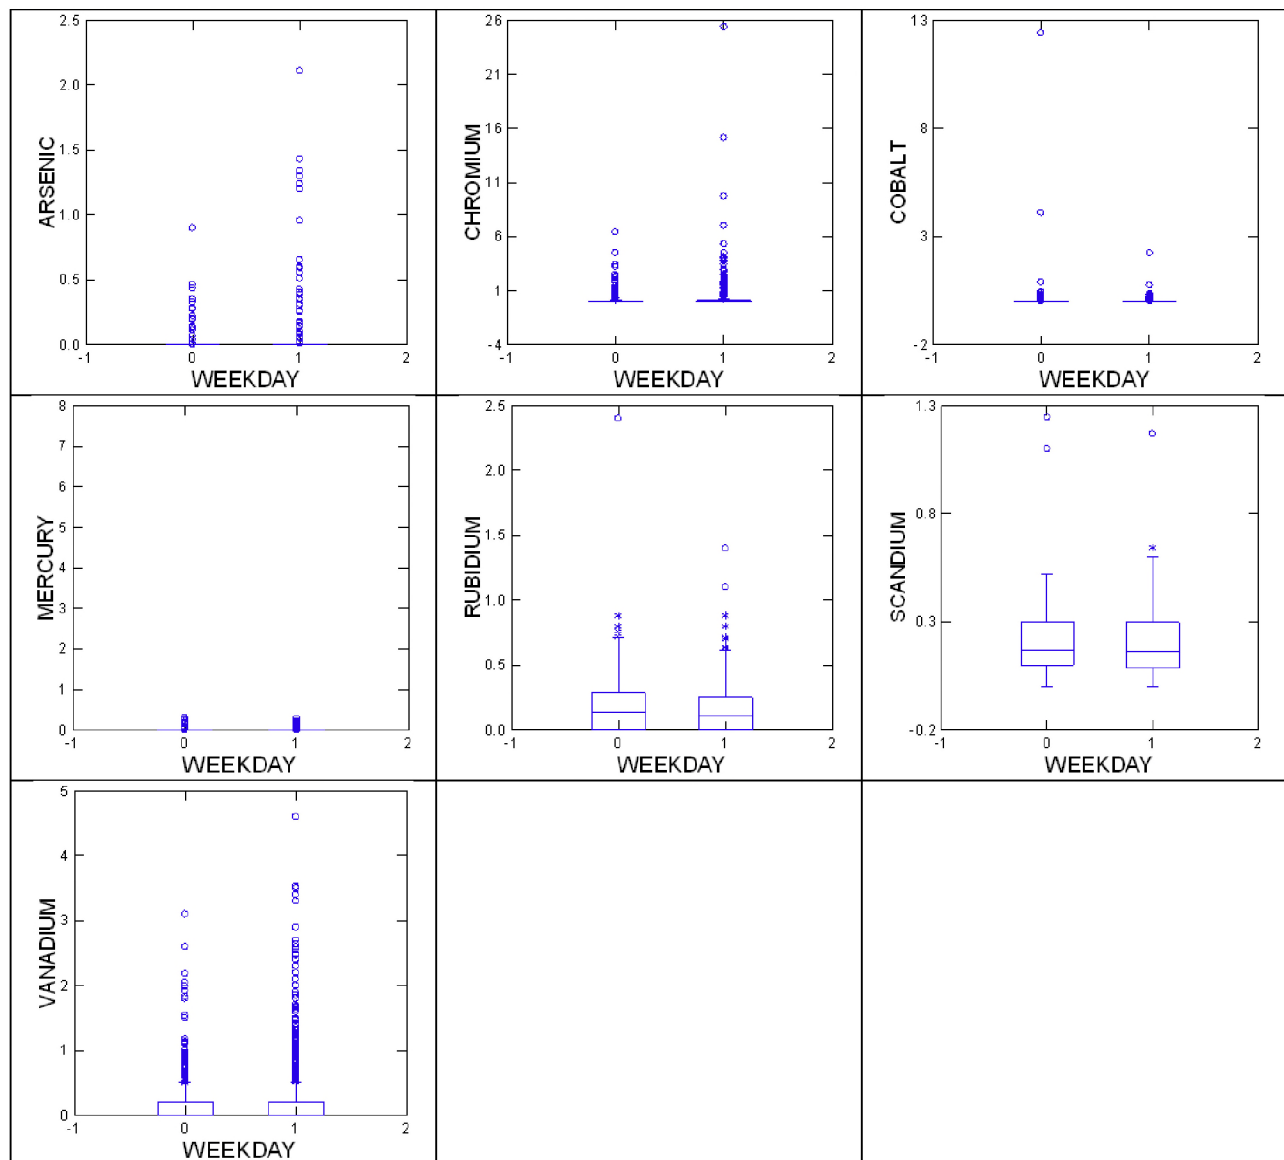 2.5
2.0
1.5
1.0
0.5
0.0
ARSENIC
-1 0 1 2
WEEKDAY
26
21
16
11
6
1
-4
CHROMIUM
-1 0 1 2
WEEKDAY
13
8
3
-2
COBALT
-1 0 1 2
WEEKDAY
8
7
6
5
4
3
2
1
0
MERCURY
-1 0 1 2
WEEKDAY
2.5
2.0
1.5
1.0
0.5
0.0
RUBIDIUM
-1 0 1 2
WEEKDAY
1.3
0.8
0.3
-0.2
SCANDIUM
-1 0 1 2
WEEKDAY
5
4
3
2
1
0
VANADIUM
-1 0 1 2
WEEKDAY